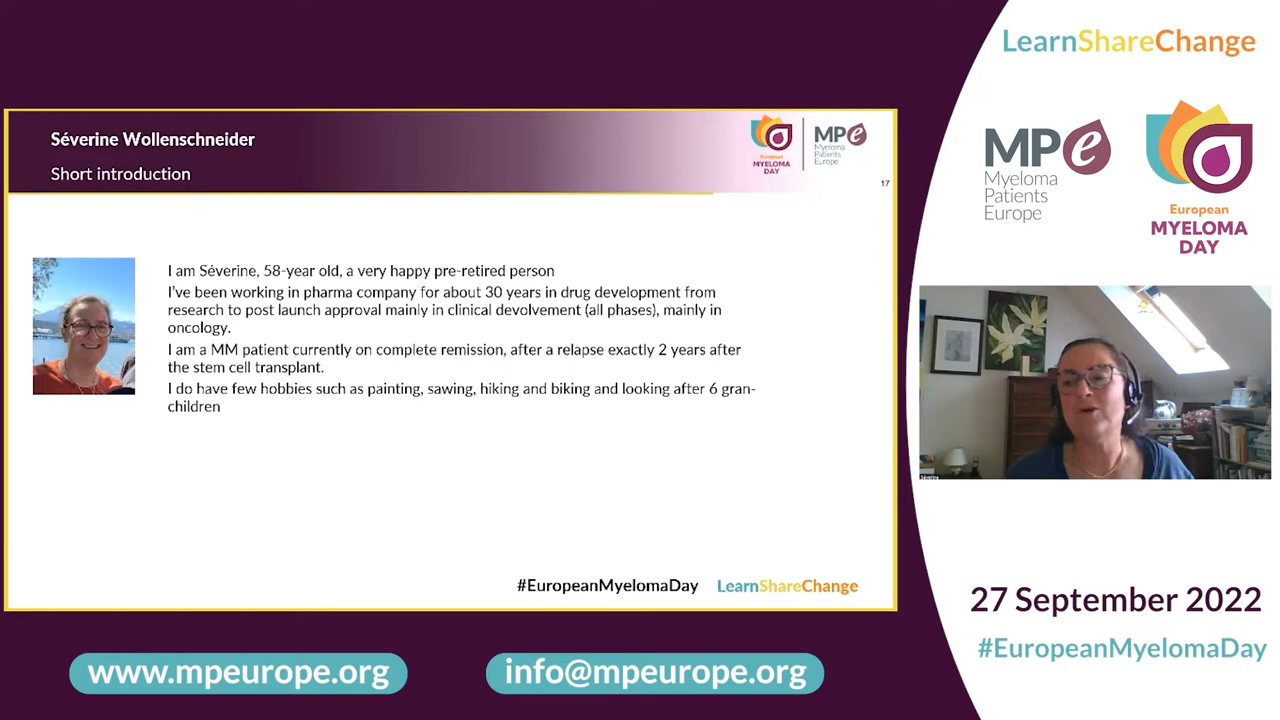 LearnShareChange
Séverine Wollenschneider
Short introduction
European
MYELOMA
DAY
MPe
Myeloma
Patients
Europe
17
I am Séverine, 58-year old, a very happy pre-retired person
I've been working in pharma company for about 30 years in drug development from
research to post launch approval mainly in clinical devolvement (all phases), mainly in
oncology.
I am a MM patient currently on complete remission, after a relapse exactly 2 years after
the stem cell transplant.
I do have few hobbies such as painting, sawing, hiking and biking and looking after 6 gran-
children
#EuropeanMyelomaDay LearnShareChange
MPe
Myeloma
Patients
Europe
European
MYELOMA
DAY
Séverine
27 September 2022
#EuropeanMyelomaDay
www.mpeurope.org
info@mpeurope.org